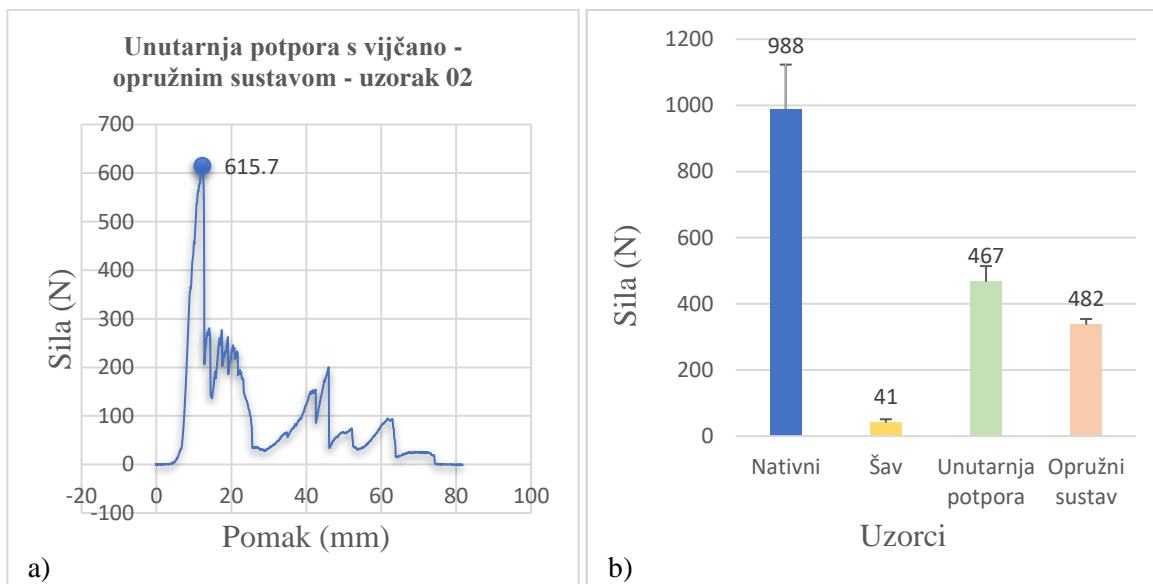 Unutarnja potpora s vijčano -
opružnim sustavom - uzorak 02
700
600
500
400
300
200
100
0
-100
-20
0
20
40
60
80
100
615.7
Sila (N)
Pomak (mm)
a)
1200
1000
800
600
400
200
0
988
41
467
482
Sila (N)
Nativni
Šav
Unutarnja
potpora
Opružni
sustav
Uzorci
b)